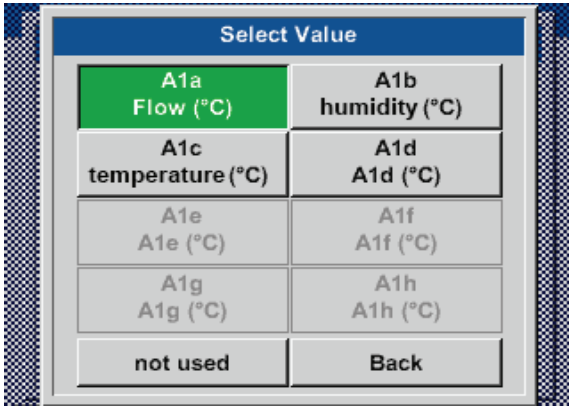 Select Value
A1a
Flow (°C)
A1b
humidity (°C)
A1c
temperature (°C)
A1d
A1d (°C)
A1e
A1e (°C)
A1f
A1f (°C)
A1g
A1g (°C)
A1h
A1h (°C)
not used
Back